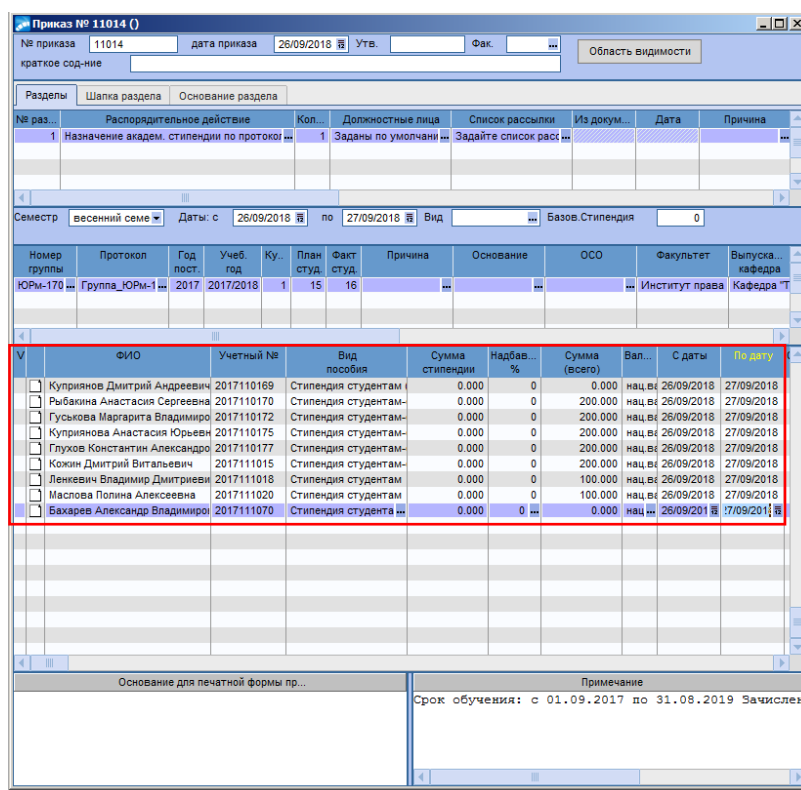 Приказ № 11014 ()
№ приказа 11014 дата приказа 26/09/2018 Утв. Фак. ... Область видимости
краткое сод-ние
Разделы Шапка раздела Основание раздела
№ раз... Распорядительное действие Кол... Должностные лица Список рассылки Из докум... Дата Причина
1 Назначение академ. стипендии по протокол ... 1 Заданы по умолчани ... Задайте список расс ... ...
Семестр весенний семе Даты: с 26/09/2018 по 27/09/2018 Вид ... Базов.Стипендия 0
Номер группы Протокол Год пост. Учеб. год Ку.. План студ. Факт студ. Причина Основание ОСО Факультет Выпуска... кафедра
ЮРм-170 ... Группа_ЮРм-1 ... 2017 2017/2018 1 15 16 ... ... ... Институт права Кафедра "Т
V ФИО Учетный № Вид пособия Сумма стипендии Надбав... % Сумма (всего) Вал... С даты По дату
Куприянов Дмитрий Андреевич 2017110169 Стипендия студентам 0.000 0 0.000 нац.ва 26/09/2018 27/09/2018
Рыбакина Анастасия Сергеевна 2017110170 Стипендия студентам- 0.000 0 200.000 нац.ва 26/09/2018 27/09/2018
Гуськова Маргарита Владимиро 2017110172 Стипендия студентам- 0.000 0 200.000 нац.ва 26/09/2018 27/09/2018
Куприянова Анастасия Юрьевн 2017110175 Стипендия студентам- 0.000 0 200.000 нац.ва 26/09/2018 27/09/2018
Глухов Константин Александро 2017110177 Стипендия студентам- 0.000 0 200.000 нац.ва 26/09/2018 27/09/2018
Кожин Дмитрий Витальевич 2017111015 Стипендия студентам- 0.000 0 200.000 нац.ва 26/09/2018 27/09/2018
Ленкевич Владимир Дмитриеви 2017111018 Стипендия студентам 0.000 0 100.000 нац.ва 26/09/2018 27/09/2018
Маслова Полина Алексеевна 2017111020 Стипендия студентам 0.000 0 100.000 нац.ва 26/09/2018 27/09/2018
Бахарев Александр Владимиро 2017111070 Стипендия студента ... 0.000 0 ... 0.000 нац ... 26/09/201 27/09/201
Основание для печатной формы пр... Примечание
Срок обучения: с 01.09.2017 по 31.08.2019 Зачислен